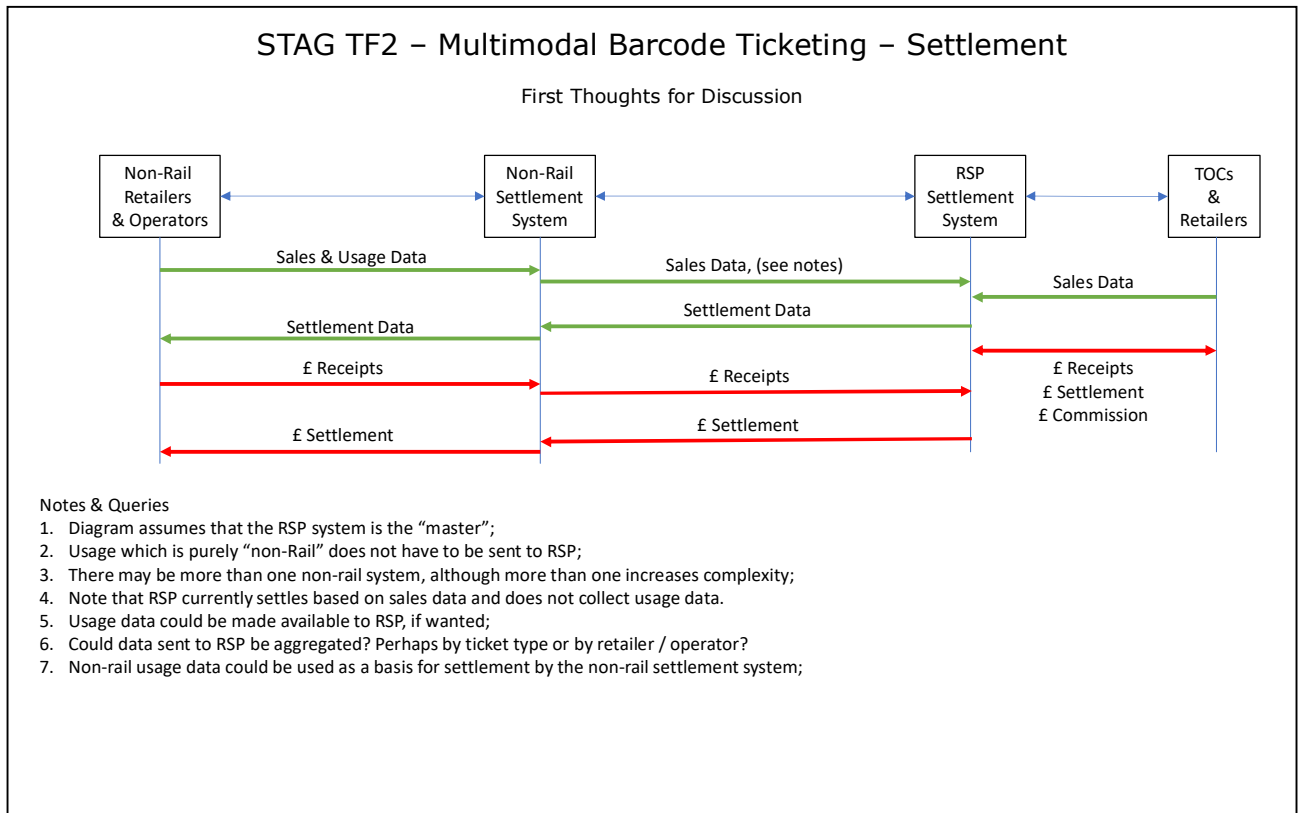 STAG TF2 – Multimodal Barcode Ticketing – Settlement
First Thoughts for Discussion
Non-Rail
Retailers
& Operators
Non-Rail
Settlement
System
RSP
Settlement
System
TOCs
&
Retailers
Sales & Usage Data
Sales Data, (see notes)
Sales Data
Settlement Data
Settlement Data
£ Receipts
£ Receipts
£ Receipts
£ Settlement
£ Commission
£ Settlement
£ Settlement
Notes & Queries
1. Diagram assumes that the RSP system is the “master”;
2. Usage which is purely “non-Rail” does not have to be sent to RSP;
3. There may be more than one non-rail system, although more than one increases complexity;
4. Note that RSP currently settles based on sales data and does not collect usage data.
5. Usage data could be made available to RSP, if wanted;
6. Could data sent to RSP be aggregated? Perhaps by ticket type or by retailer / operator?
7. Non-rail usage data could be used as a basis for settlement by the non-rail settlement system;